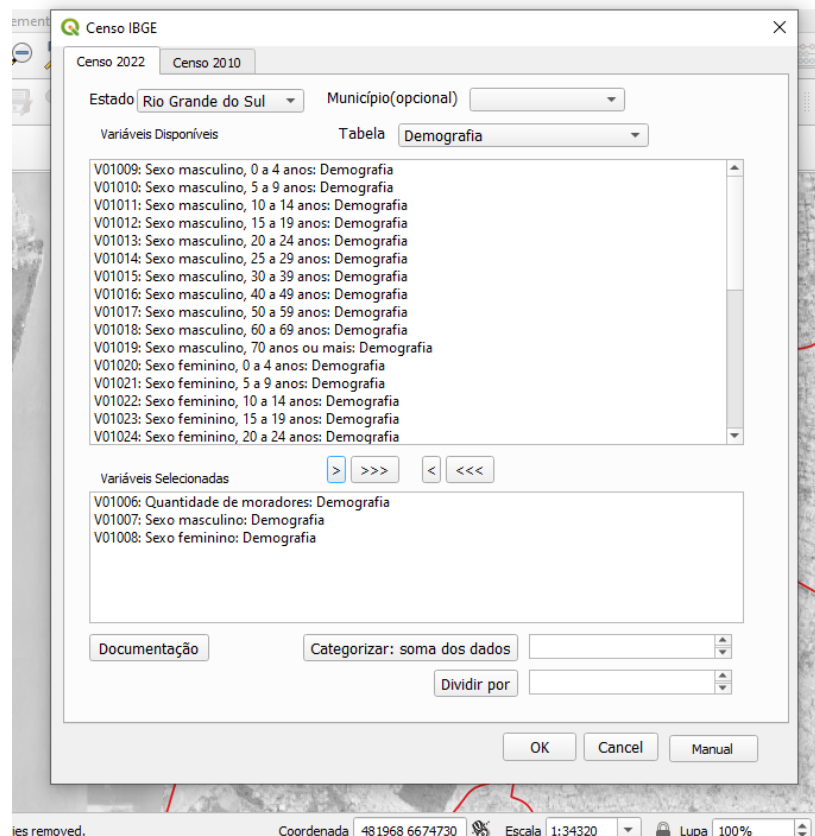 ement
Censo IBGE
Censo 2022 Censo 2010
Estado Rio Grande do Sul Município(opcional)
Variáveis Disponíveis Tabela Demografia
V01009: Sexo masculino, 0 a 4 anos: Demografia
V01010: Sexo masculino, 5 a 9 anos: Demografia
V01011: Sexo masculino, 10 a 14 anos: Demografia
V01012: Sexo masculino, 15 a 19 anos: Demografia
V01013: Sexo masculino, 20 a 24 anos: Demografia
V01014: Sexo masculino, 25 a 29 anos: Demografia
V01015: Sexo masculino, 30 a 39 anos: Demografia
V01016: Sexo masculino, 40 a 49 anos: Demografia
V01017: Sexo masculino, 50 a 59 anos: Demografia
V01018: Sexo masculino, 60 a 69 anos: Demografia
V01019: Sexo masculino, 70 anos ou mais: Demografia
V01020: Sexo feminino, 0 a 4 anos: Demografia
V01021: Sexo feminino, 5 a 9 anos: Demografia
V01022: Sexo feminino, 10 a 14 anos: Demografia
V01023: Sexo feminino, 15 a 19 anos: Demografia
V01024: Sexo feminino, 20 a 24 anos: Demografia
Variáveis Selecionadas > >>> < <<<
V01006: Quantidade de moradores: Demografia
V01007: Sexo masculino: Demografia
V01008: Sexo feminino: Demografia
Documentação Categorizar: soma dos dados
Dividir por
OK Cancel Manual
ies removed. Coordenada 481968 6674730 Escala 1:34320 Lupa 100%